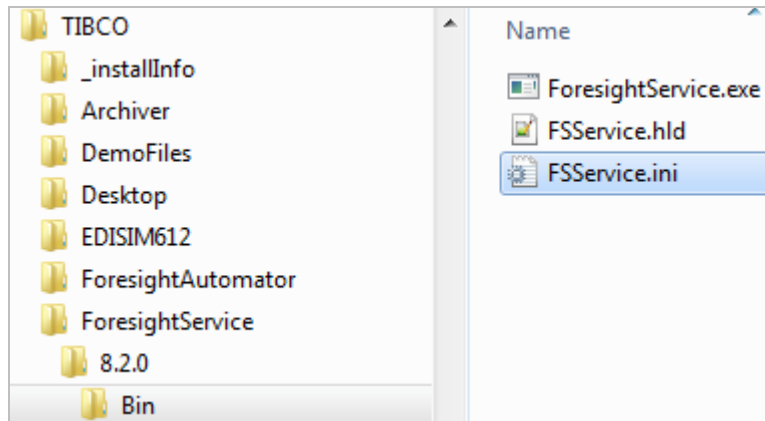 TIBCO
_installInfo
Archiver
DemoFiles
Desktop
EDISIM612
ForesightAutomator
ForesightService
8.2.0
Bin
Name
ForesightService.exe
FSService.hld
FSService.ini